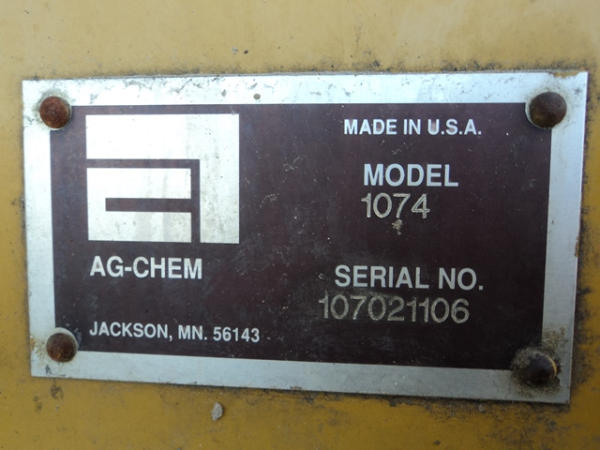 MADE IN U.S.A.
MODEL
1074
AG-CHEM
SERIAL NO.
107021106
JACKSON, MN. 56143